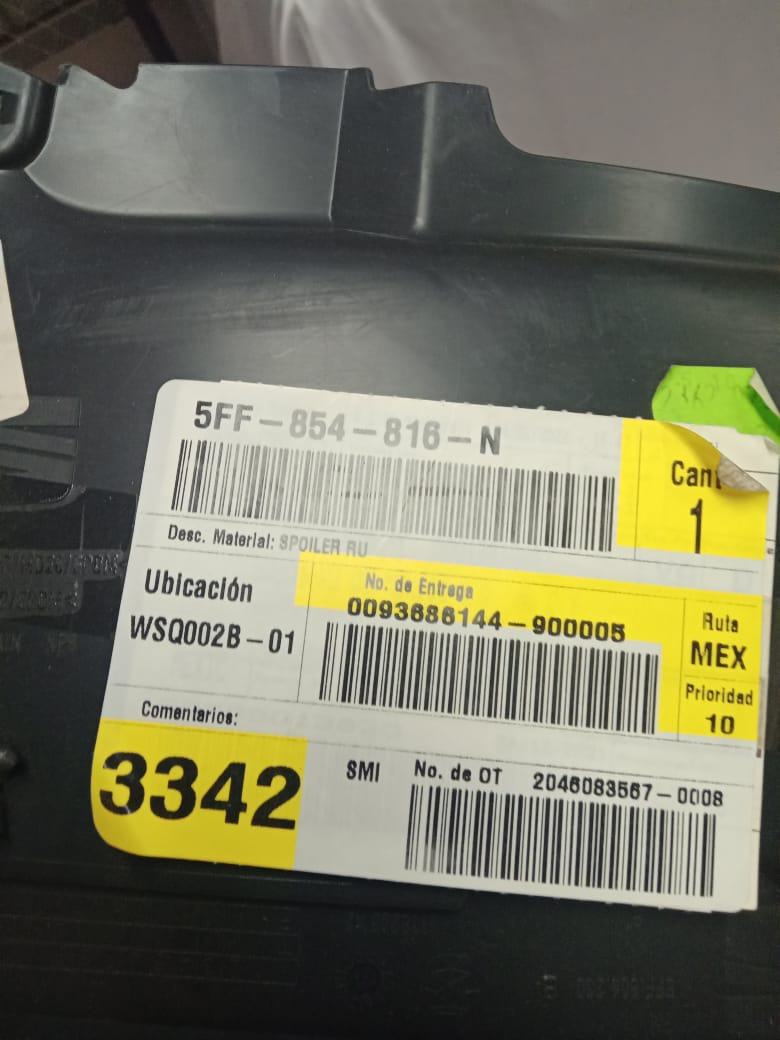 5FF-854-816-N
Cant
1
Desc. Material: SPOILER RU
Ubicación
WSQ002B-01
No. de Entrega
0093686144-900005
Ruta
MEX
Prioridad
10
Comentarios:
3342
SMI
No. de OT
2046083567-0008